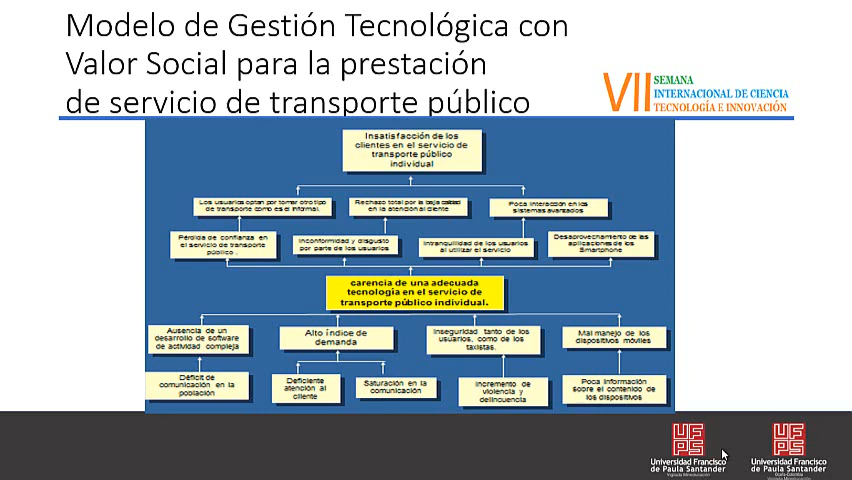 Modelo de Gestión Tecnológica con
Valor Social para la prestación
de servicio de transporte público
VII SEMANA
INTERNACIONAL DE CIENCIA
TECNOLOGÍA E INNOVACIÓN
Insatisfacción de los
clientes en el servicio de
transporte público
individual
Los usuarios optan por tomar otro tipo
de transporte como es el informal.
Rechazo total por la baja calidad
en la atención al cliente
Poca interacción en los
sistemas avanzados
Pérdida de confianza en
el servicio de transporte
público .
Inconformidad y disgusto
por parte de los usuarios
Intranquilidad de los usuarios
al utilizar el servicio
Desaprovechamiento de las
aplicaciones de los
Smartphone
carencia de una adecuada
tecnología en el servicio de
transporte público individual.
Ausencia de un
desarrollo de software
de actividad compleja
Alto índice de
demanda
Inseguridad tanto de los
usuarios, como de los
taxistas.
Mal manejo de los
dispositivos móviles
Déficit de
comunicación en la
población
Deficiente
atención al
cliente
Saturación en la
comunicación
Incremento de
violencia y
delincuencia
Poca información
sobre el contenido de
los dispositivos
UFPS
Universidad Francisco
de Paula Santander
Vigilada Mineducación
UFPS
Universidad Francisco
de Paula Santander
Ocaña - Colombia
Vigilada Mineducación